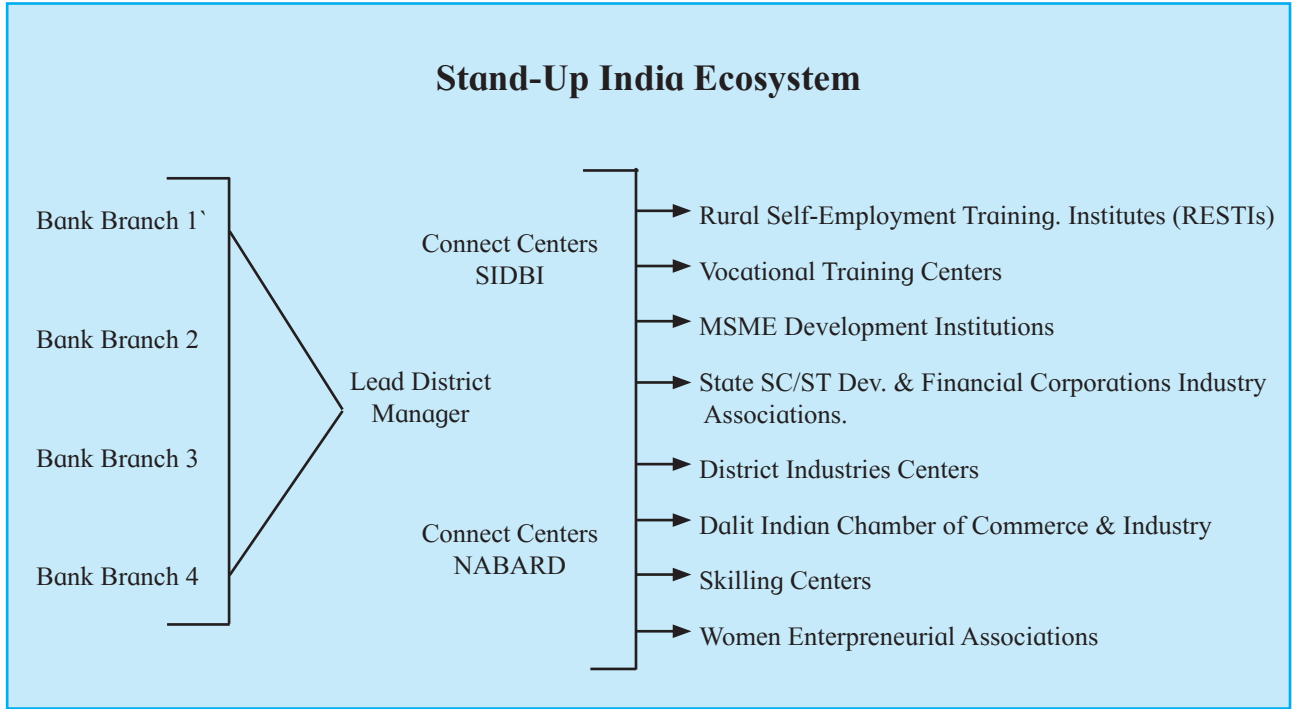 Stand-Up India Ecosystem
Bank Branch 1`
Bank Branch 2
Bank Branch 3
Bank Branch 4
Lead District
Manager
Connect Centers
SIDBI
Connect Centers
NABARD
Rural Self-Employment Training. Institutes (RESTIs)
Vocational Training Centers
MSME Development Institutions
State SC/ST Dev. & Financial Corporations Industry
Associations.
District Industries Centers
Dalit Indian Chamber of Commerce & Industry
Skilling Centers
Women Enterpreneurial Associations